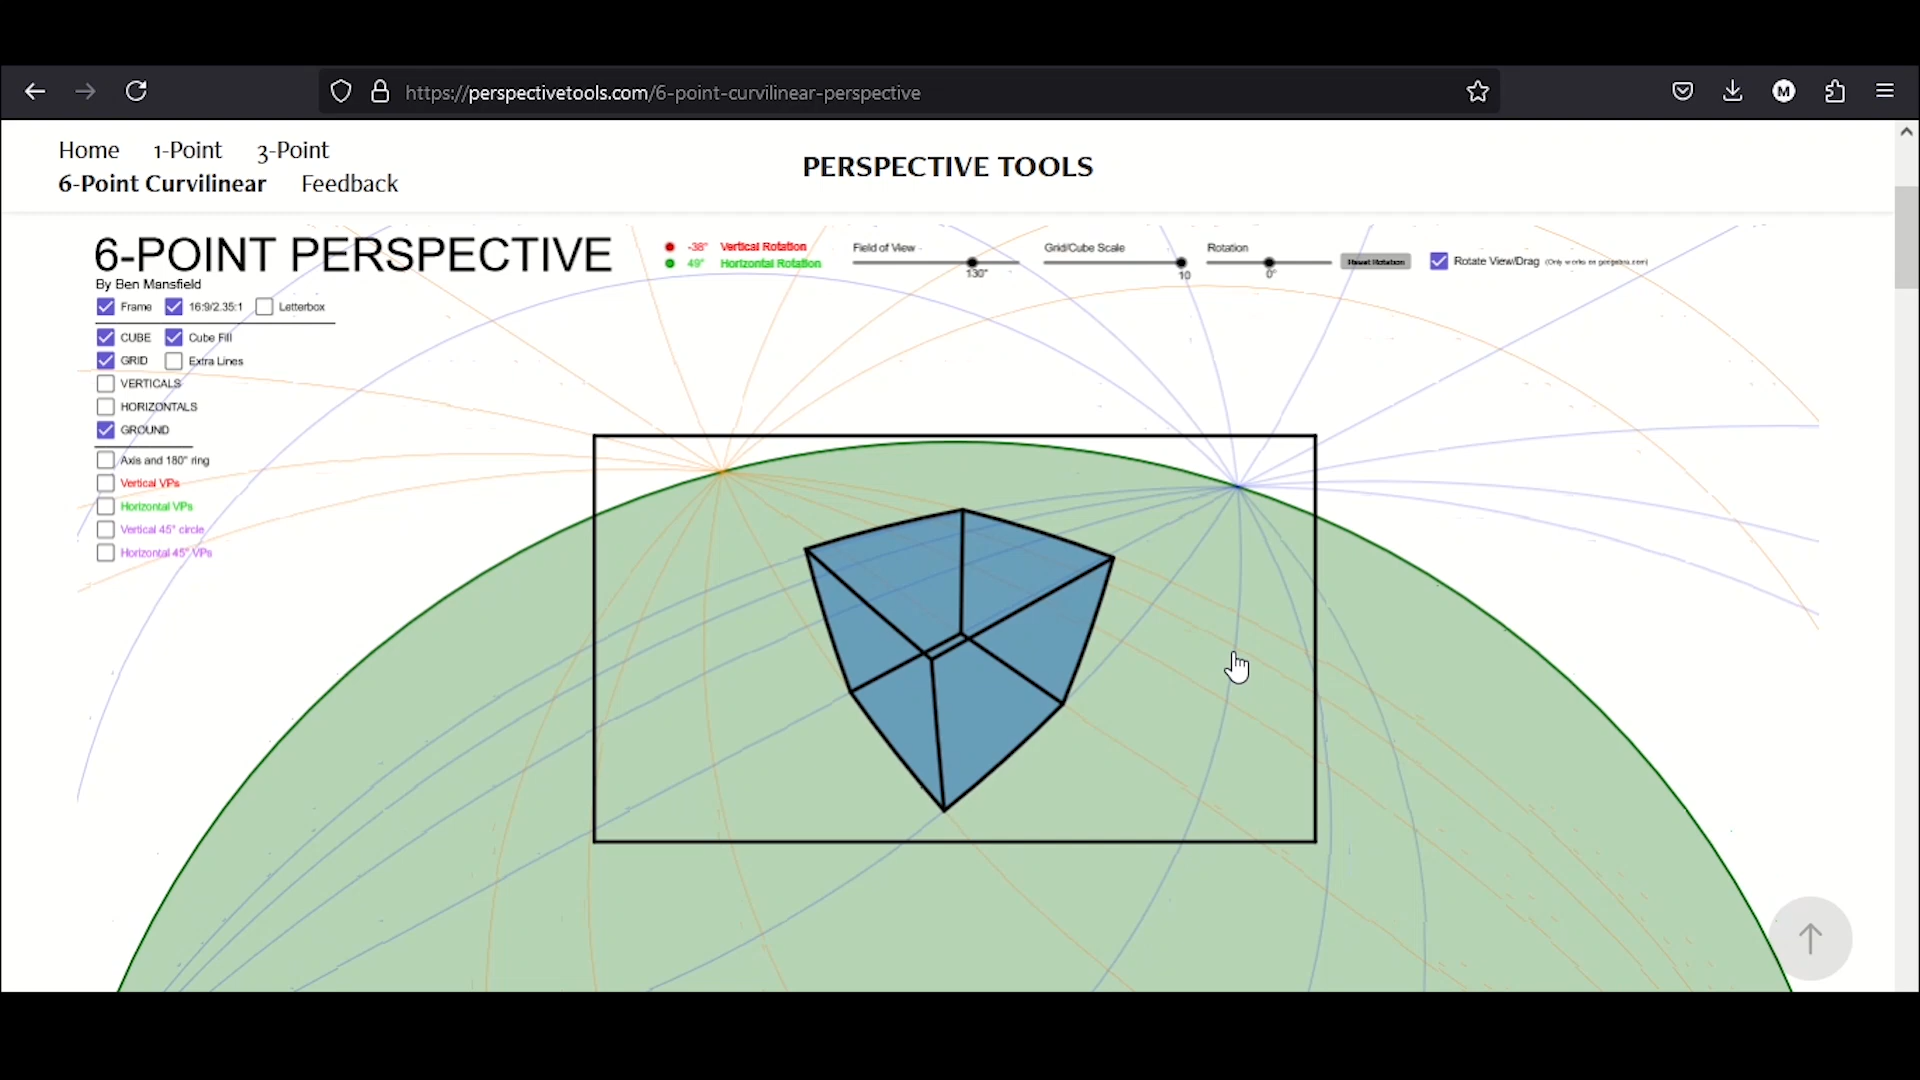 https://perspectivetools.com/6-point-curvilinear-perspective
M
Home 1-Point 3-Point
6-Point Curvilinear Feedback
PERSPECTIVE TOOLS
6-POINT PERSPECTIVE
By Ben Mansfield
-38° Vertical Rotation
49° Horizontal Rotation
Field of View
130°
Grid/Cube Scale
10
Rotation
0°
Reset Rotation
Rotate View/Drag
Frame 16:9/2.35:1 Letterbox
CUBE Cube Fill
GRID Extra Lines
VERTICALS
HORIZONTALS
GROUND
Axis and 180° ring
Vertical VPs
Horizontal VPs
Vertical 45° circle
Horizontal 45° VPs